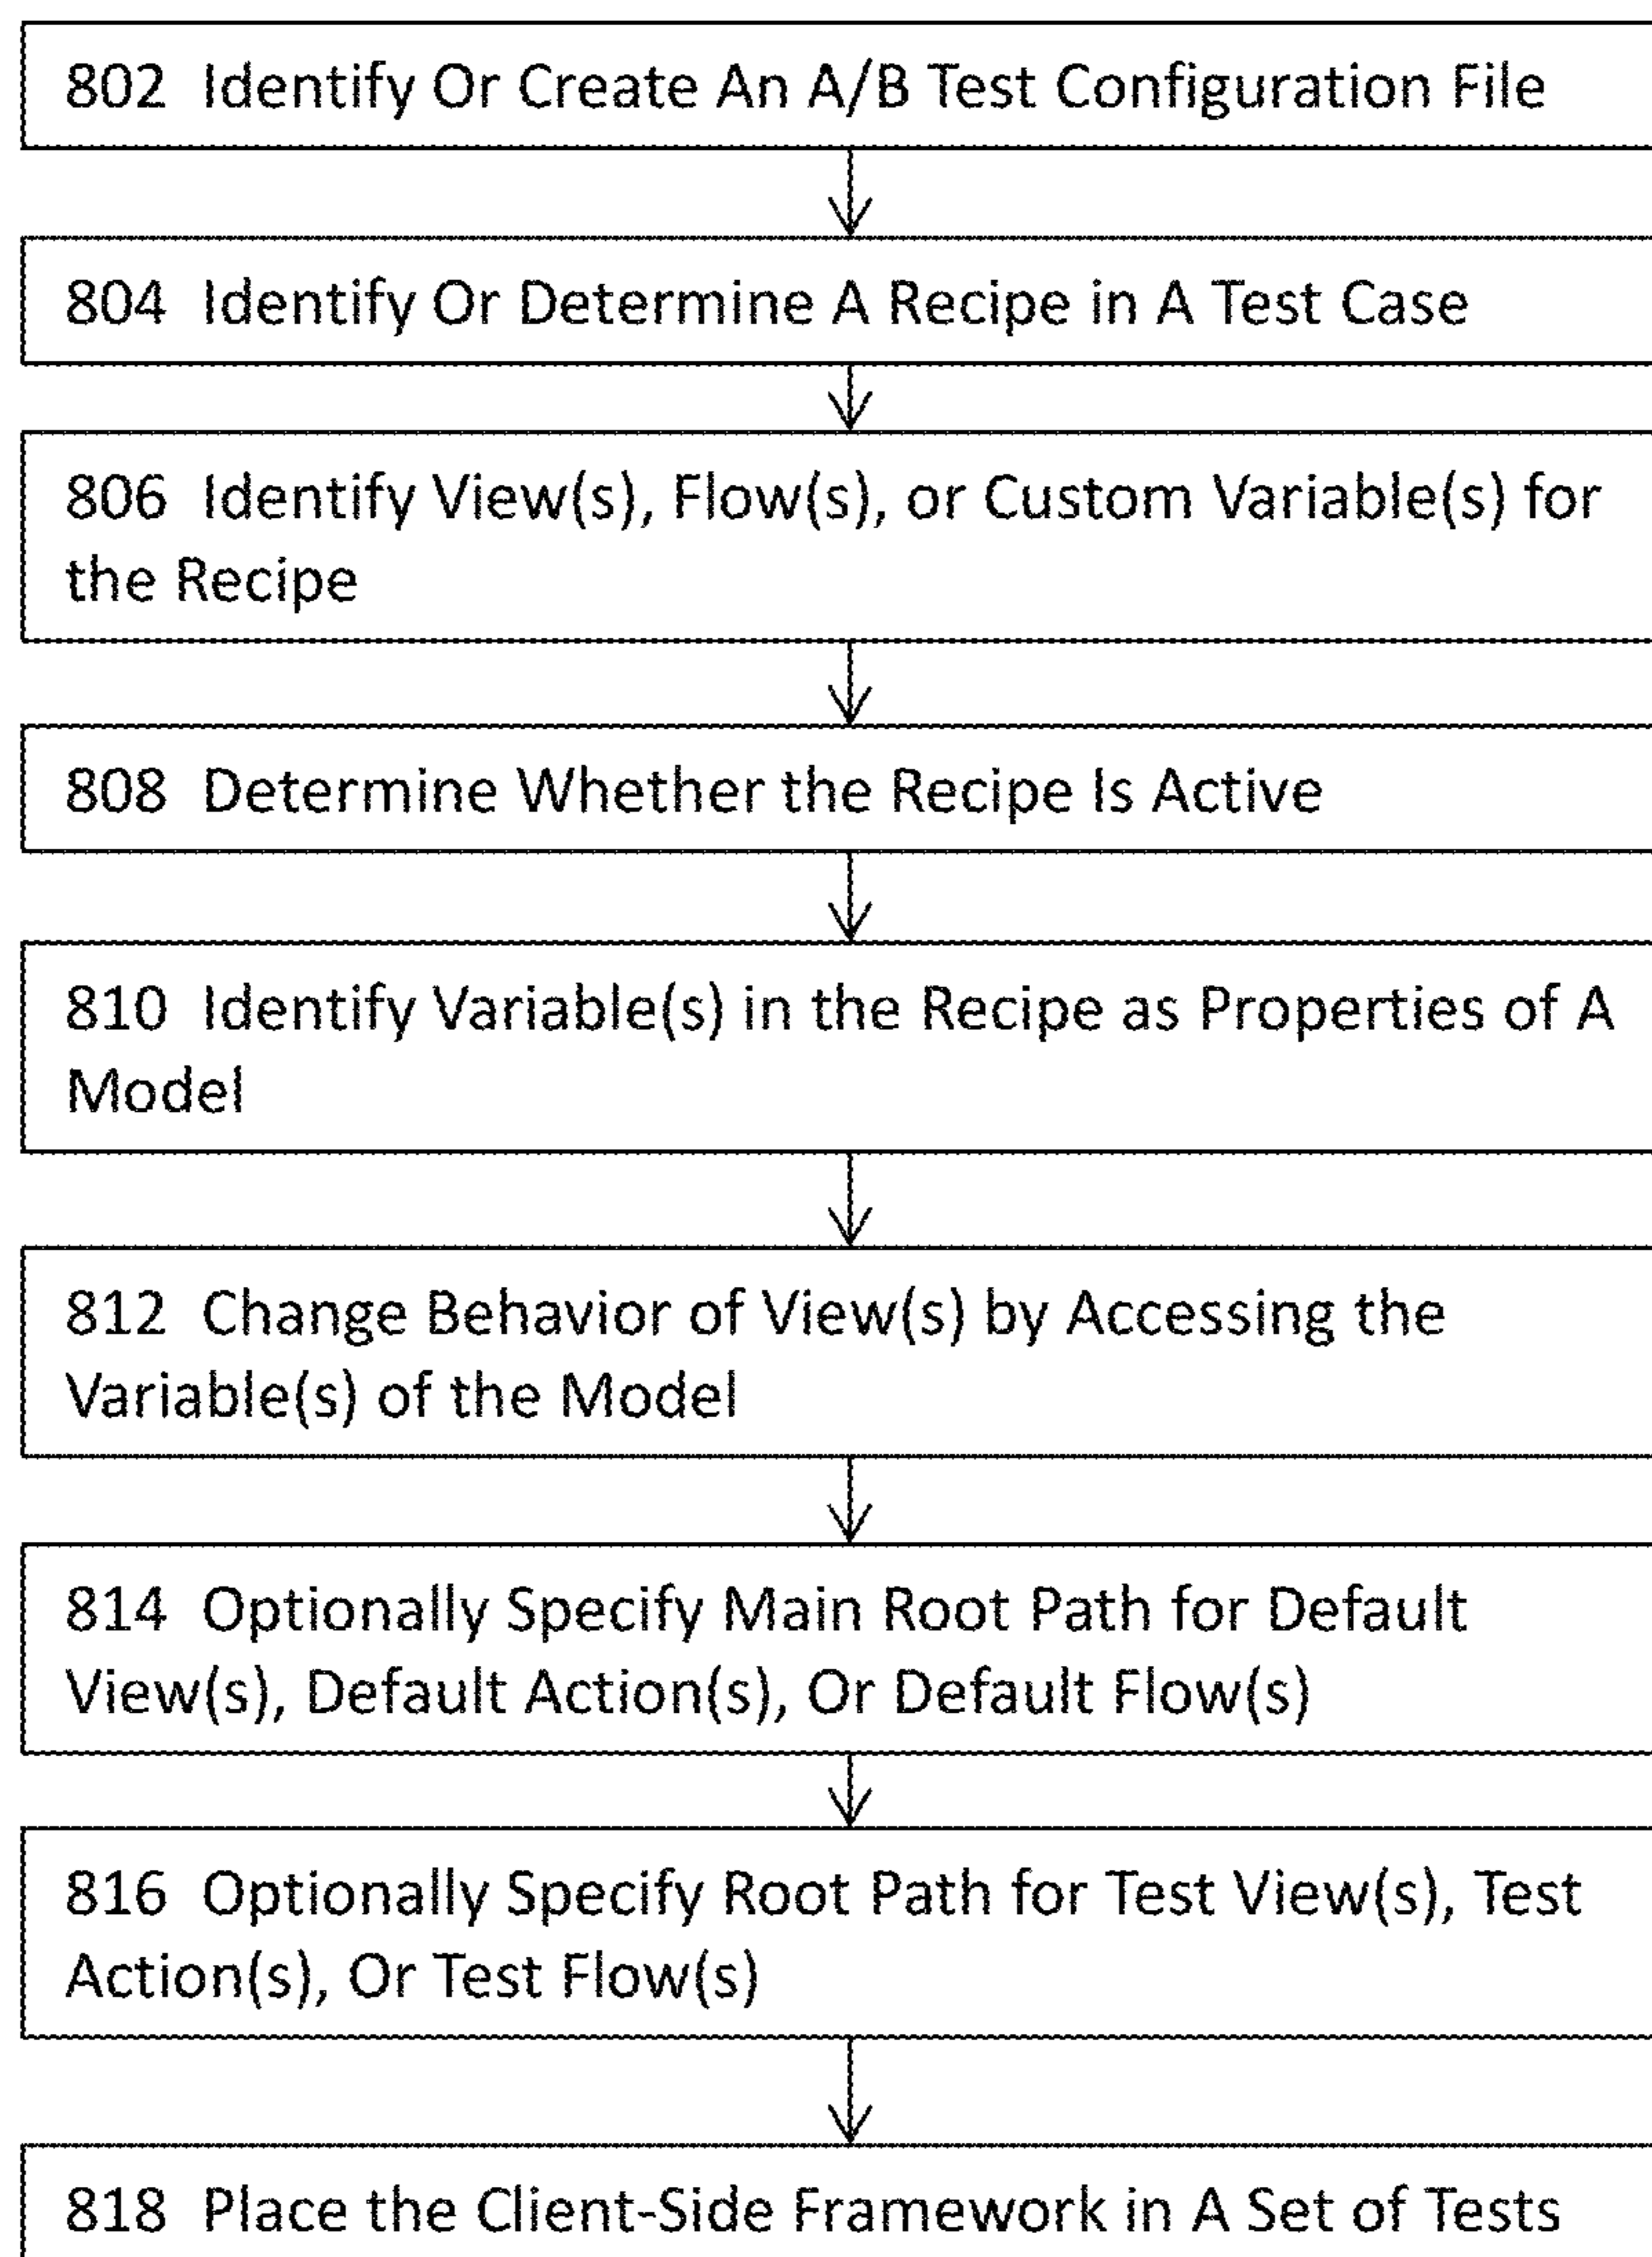 802 Identify Or Create An A/B Test Configuration File
804 Identify Or Determine A Recipe in A Test Case
806 Identify View(s), Flow(s), or Custom Variable(s) for
the Recipe
808 Determine Whether the Recipe Is Active
810 Identify Variable(s) in the Recipe as Properties of A
Model
812 Change Behavior of View(s) by Accessing the
Variable(s) of the Model
814 Optionally Specify Main Root Path for Default
View(s), Default Action(s), Or Default Flow(s)
816 Optionally Specify Root Path for Test View(s), Test
Action(s), Or Test Flow(s)
818 Place the Client-Side Framework in A Set of Tests